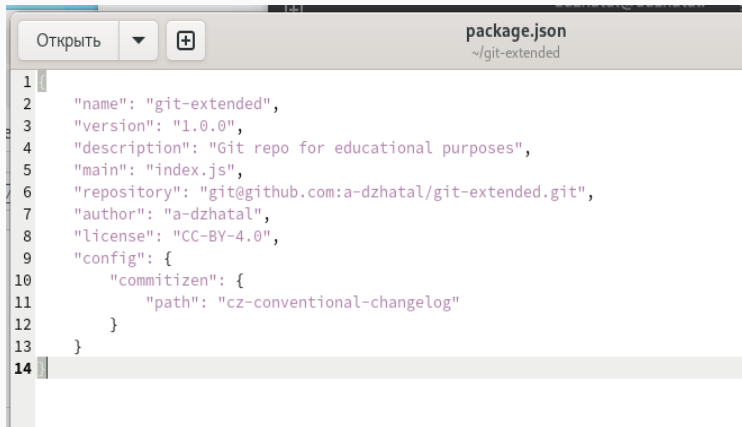 Открыть
package.json
~/git-extended
1 {
2 "name": "git-extended",
3 "version": "1.0.0",
4 "description": "Git repo for educational purposes",
5 "main": "index.js",
6 "repository": "git@github.com:a-dzhatal/git-extended.git",
7 "author": "a-dzhatal",
8 "license": "CC-BY-4.0",
9 "config": {
10 "commitizen": {
11 "path": "cz-conventional-changelog"
12 }
13 }
14 }